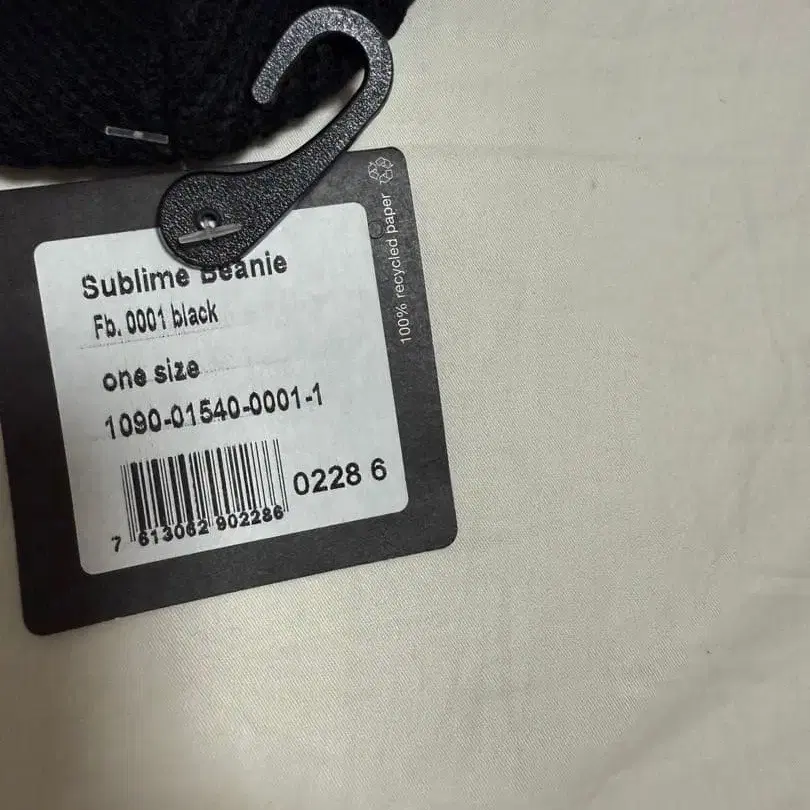 Sublime Beanie
Fb. 0001 black
one size
1090-01540-0001-1
0228 6
7 613062 902286
100% recycled paper